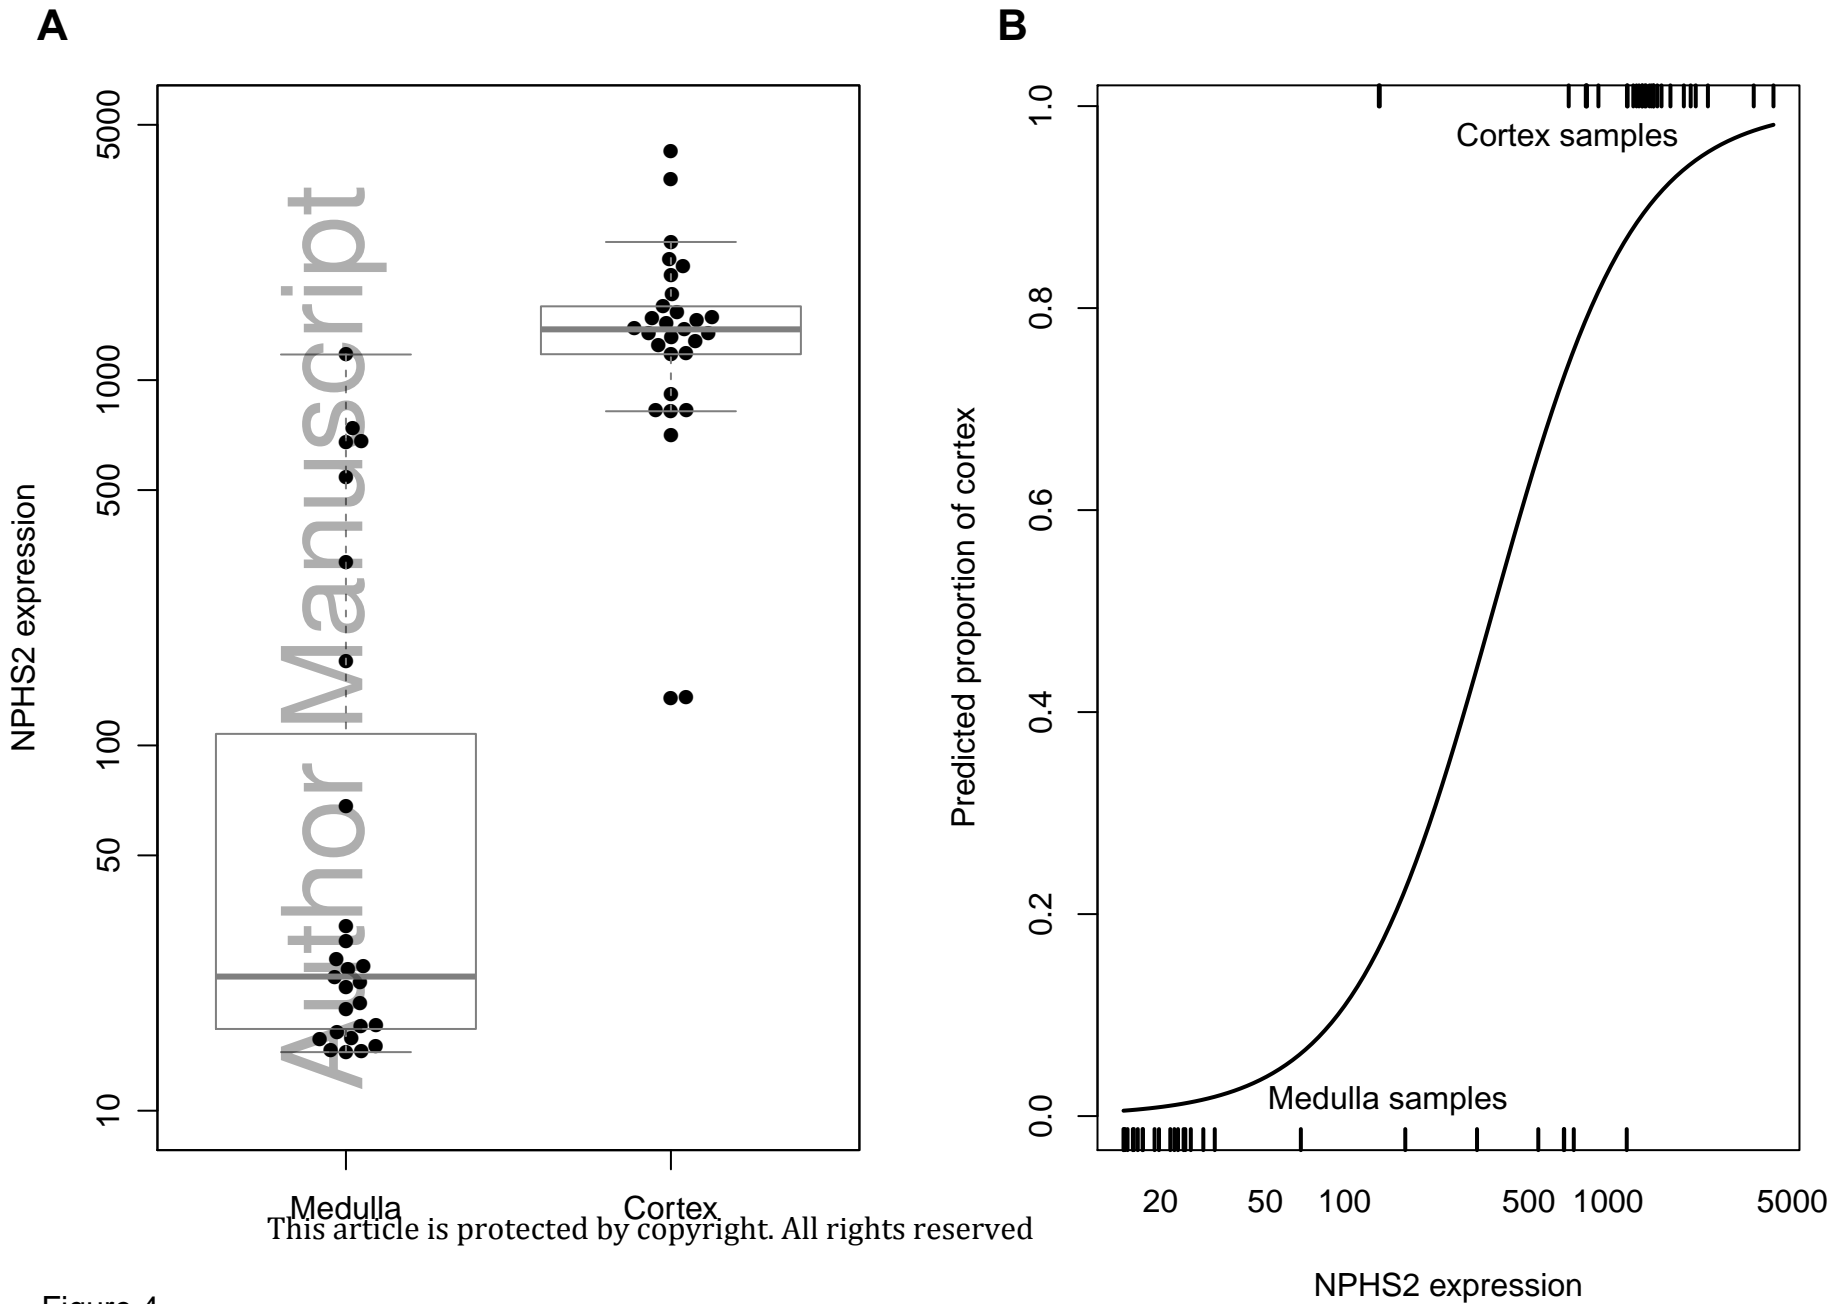 A
B
5000
1000
500
100
50
10
NPHS2 expression
Author Manuscript
Medulla
Cortex
1.0
0.8
0.6
0.4
0.2
0.0
Predicted proportion of cortex
Cortex samples
Medulla samples
20 50 100 500 1000 5000
NPHS2 expression
This article is protected by copyright. All rights reserved
Figure 4